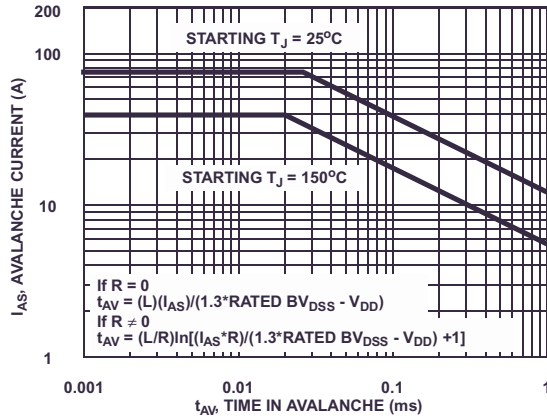 200
100
10
1
I_AS, AVALANCHE CURRENT (A)
STARTING T_J = 25°C
STARTING T_J = 150°C
If R = 0
t_AV = (L)(I_AS)/(1.3*RATED BV_DSS - V_DD)
If R ≠ 0
t_AV = (L/R)ln[(I_AS*R)/(1.3*RATED BV_DSS - V_DD) +1]
0.001 0.01 0.1 1
t_AV, TIME IN AVALANCHE (ms)